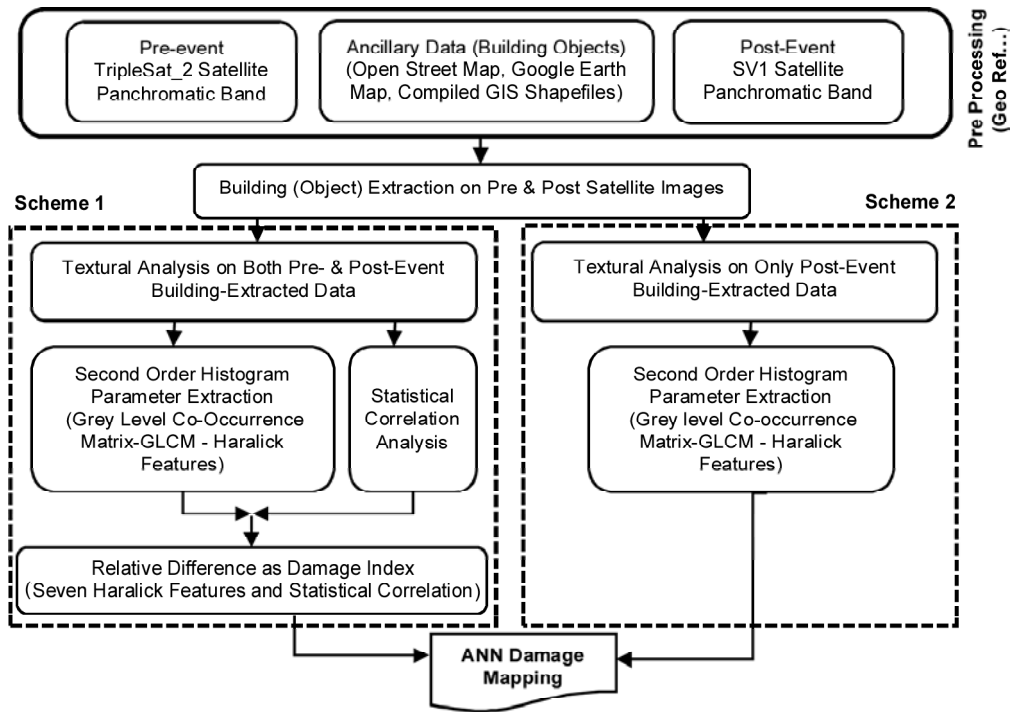 Pre-event
TripleSat_2 Satellite
Panchromatic Band
Ancillary Data (Building Objects)
(Open Street Map, Google Earth
Map, Compiled GIS Shapefiles)
Post-Event
SV1 Satellite
Panchromatic Band
Pre Processing
(Geo Ref...)
Building (Object) Extraction on Pre & Post Satellite Images
Scheme 1
Textural Analysis on Both Pre- & Post-Event
Building-Extracted Data
Second Order Histogram
Parameter Extraction
(Grey Level Co-Occurrence
Matrix-GLCM - Haralick
Features)
Statistical
Correlation
Analysis
Relative Difference as Damage Index
(Seven Haralick Features and Statistical Correlation)
Scheme 2
Textural Analysis on Only Post-Event
Building-Extracted Data
Second Order Histogram
Parameter Extraction
(Grey level Co-occurrence
Matrix-GLCM - Haralick
Features)
ANN Damage
Mapping